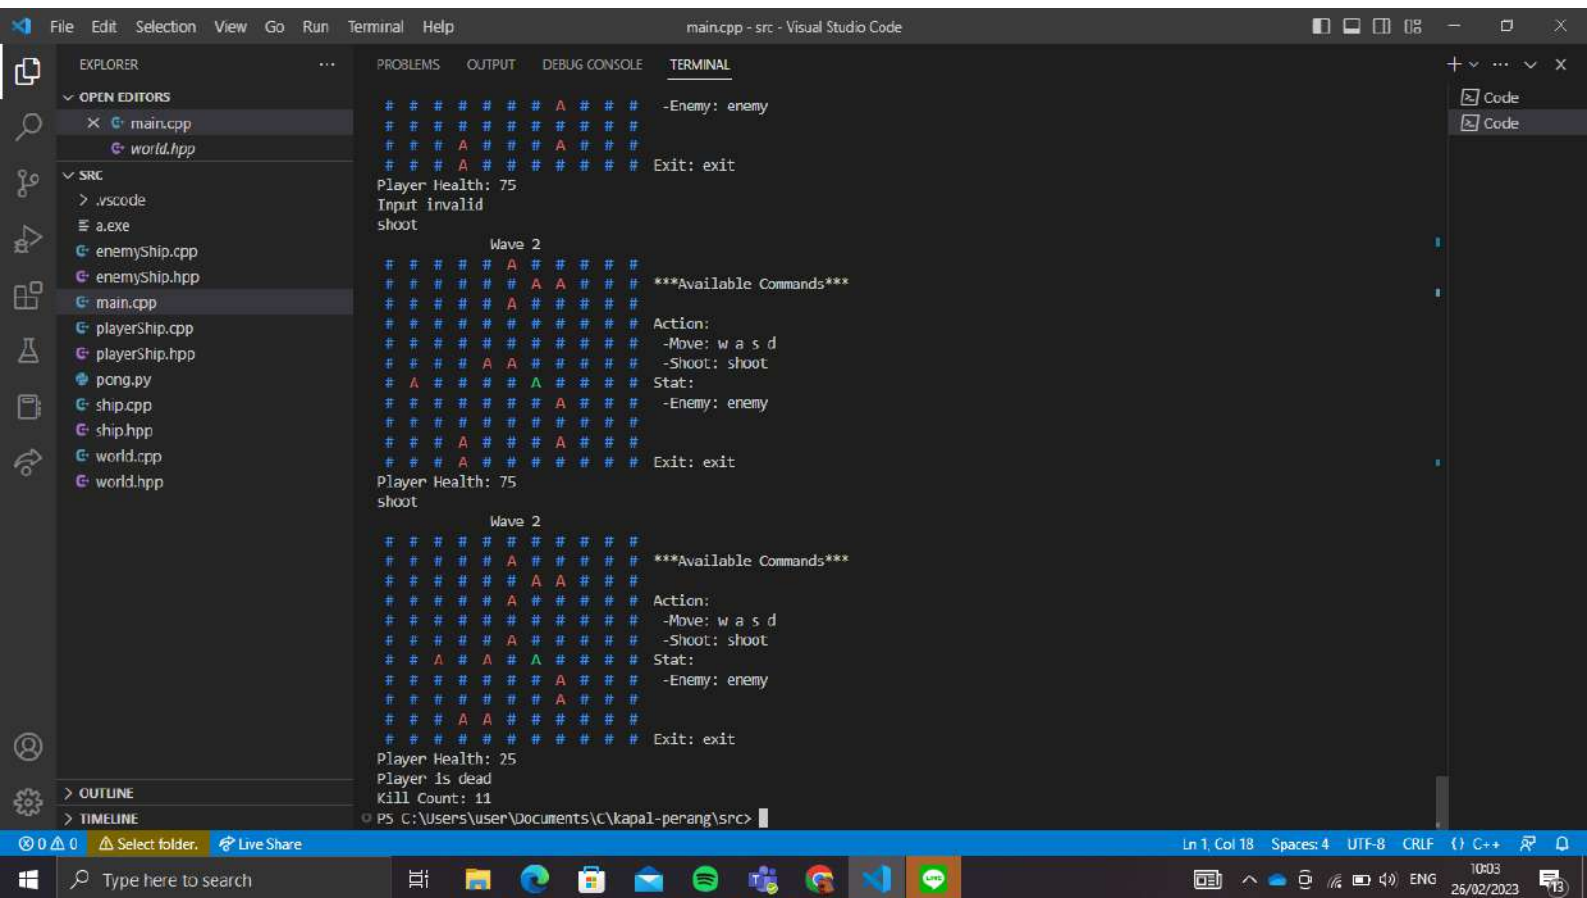 File Edit Selection View Go Run Terminal Help main.cpp - src - Visual Studio Code
EXPLORER ...
OPEN EDITORS
main.cpp
world.hpp
SRC
.vscode
a.exe
enemyShip.cpp
enemyShip.hpp
main.cpp
playerShip.cpp
playerShip.hpp
pong.py
ship.cpp
ship.hpp
world.cpp
world.hpp
OUTLINE
TIMELINE
PROBLEMS OUTPUT DEBUG CONSOLE TERMINAL
# # # # # # # A # # # -Enemy: enemy
# # # # # # # # # # #
# # # A # # # A # # #
# # # A # # # # # # # Exit: exit
Player Health: 75
Input invalid
shoot
Wave 2
# # # # # A # # # # #
# # # # # # A A # # # ***Available Commands***
# # # # # A # # # # #
# # # # # # # # # # # Action:
# # # # # # # # # # # -Move: w a s d
# # # # A A # # # # # -Shoot: shoot
# A # # # # A # # # # Stat:
# # # # # # # A # # # -Enemy: enemy
# # # # # # # # # # #
# # # A # # # A # # #
# # # A # # # # # # # Exit: exit
Player Health: 75
shoot
Wave 2
# # # # # # # # # # #
# # # # # A # # # # # ***Available Commands***
# # # # # # A A # # #
# # # # # A # # # # # Action:
# # # # # # # # # # # -Move: w a s d
# # # # # A # # # # # -Shoot: shoot
# # A # A # A # # # # Stat:
# # # # # # # A # # # -Enemy: enemy
# # # # # # # A # # #
# # # A A # # # # # #
# # # # # # # # # # # Exit: exit
Player Health: 25
Player is dead
Kill Count: 11
PS C:\Users\user\Documents\C\kapal-perang\src>
Code
Code
0 0 Select folder. Live Share Ln 1, Col 18 Spaces: 4 UTF-8 CRLF {} C++
Type here to search ENG 10:03
26/02/2023
13